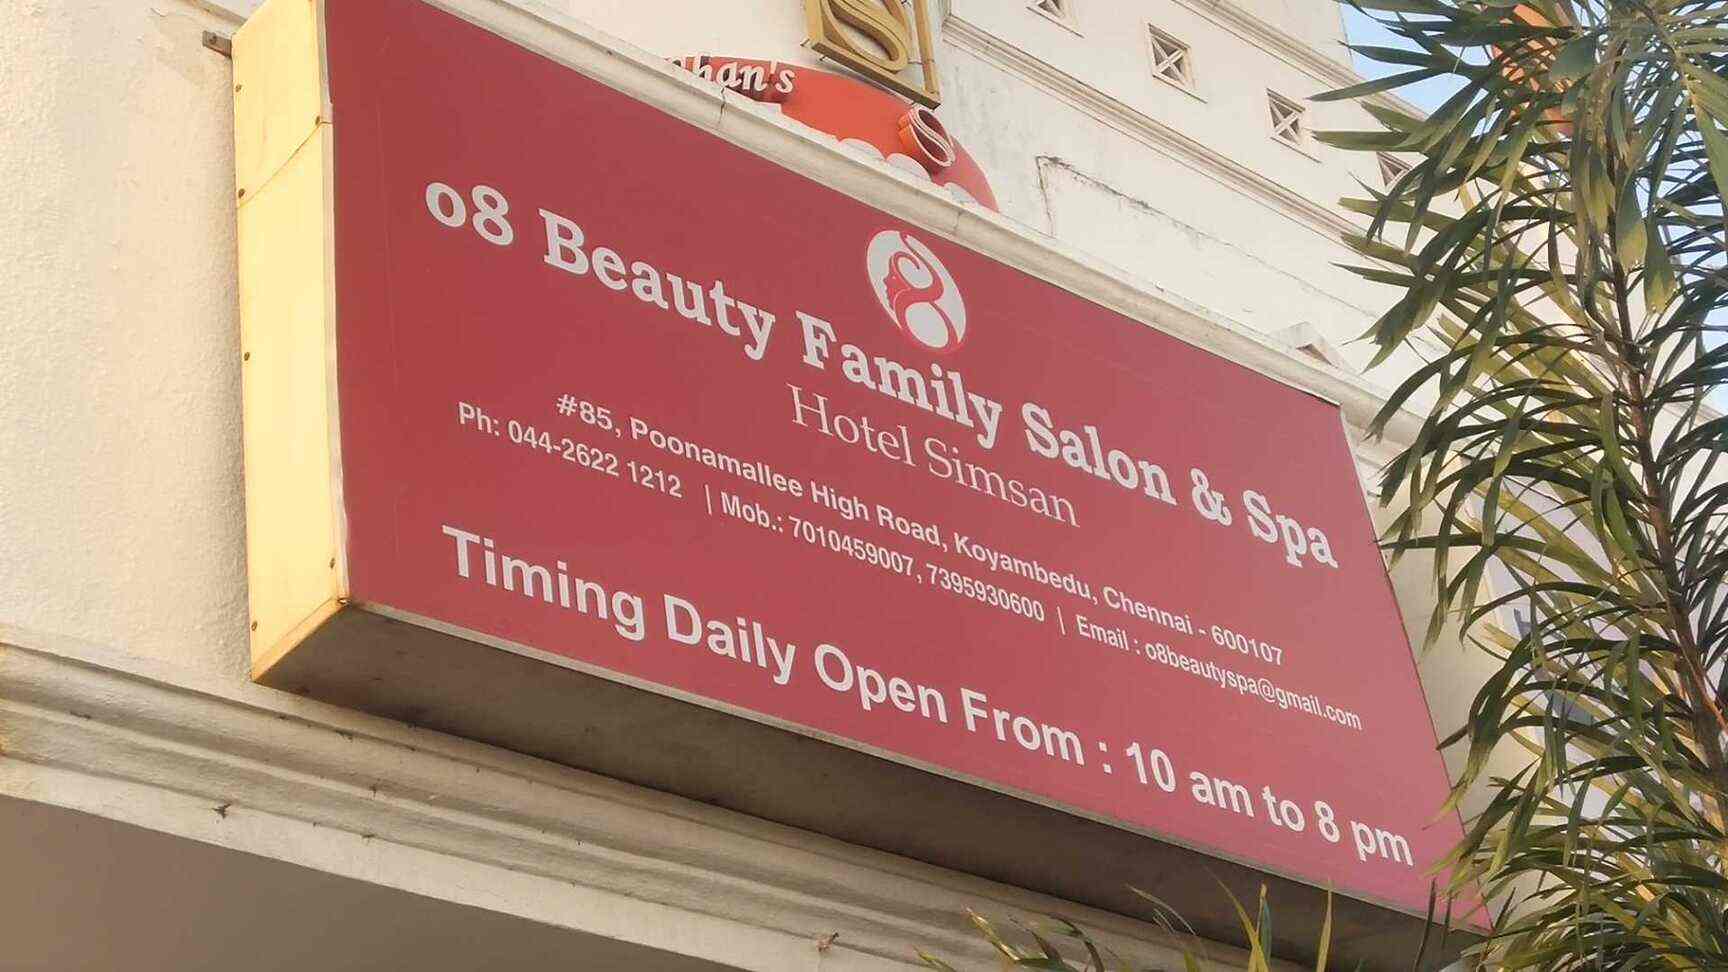 o8 Beauty Family Salon & Spa
Hotel Simsan
#85, Poonamallee High Road, Koyambedu, Chennai - 600107
Ph: 044-2622 1212 | Mob.: 7010459007, 7395930600 | Email : o8beautyspa@gmail.com
Timing Daily Open From : 10 am to 8 pm